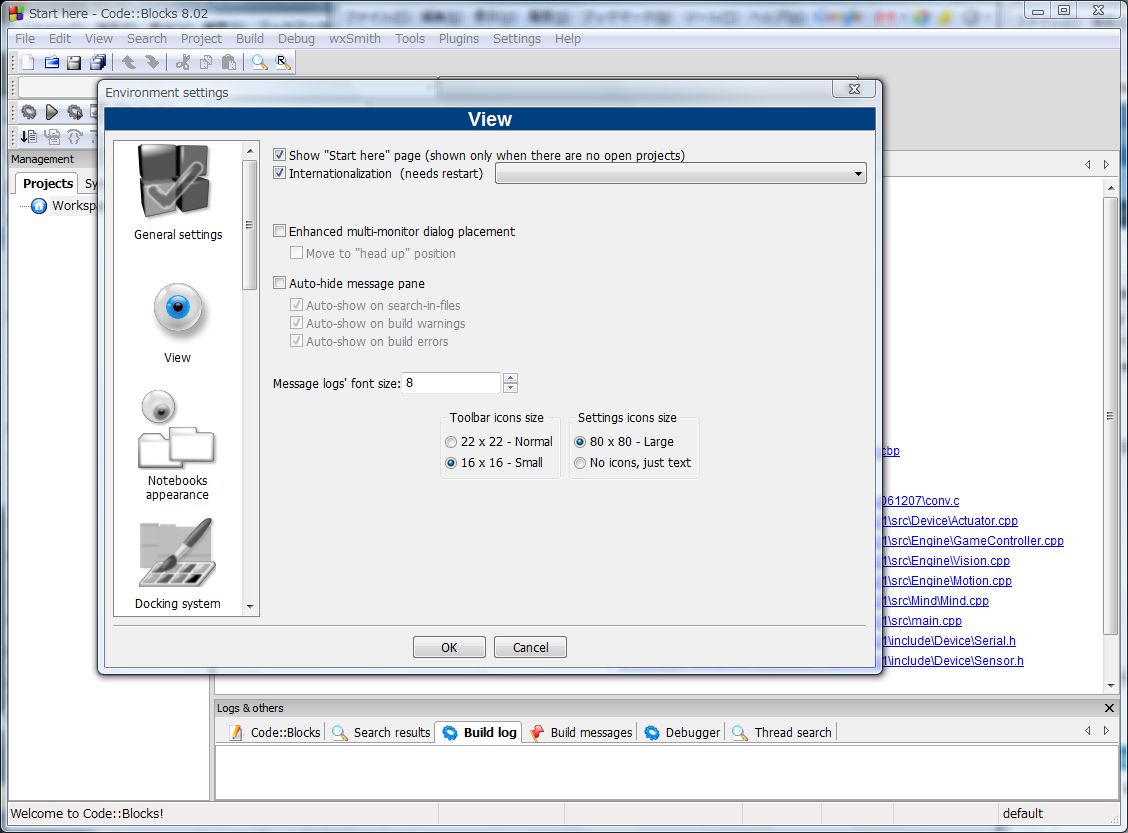 Start here - Code::Blocks 8.02
File Edit View Search Project Build Debug wxSmith Tools Plugins Settings Help
Environment settings
View
Management
Projects Sy
Worksp
General settings
View
Notebooks
appearance
Docking system
Show "Start here" page (shown only when there are no open projects)
Internationalization (needs restart)
Enhanced multi-monitor dialog placement
Move to "head up" position
Auto-hide message pane
Auto-show on search-in-files
Auto-show on build warnings
Auto-show on build errors
Message logs' font size: 8
Toolbar icons size
22 x 22 - Normal
16 x 16 - Small
Settings icons size
80 x 80 - Large
No icons, just text
OK Cancel
cbp
061207\conv.c
1\src\Device\Actuator.cpp
1\src\Engine\GameController.cpp
1\src\Engine\Vision.cpp
1\src\Engine\Motion.cpp
1\src\Mind\Mind.cpp
1\src\main.cpp
1\include\Device\Serial.h
1\include\Device\Sensor.h
Logs & others
Code::Blocks Search results Build log Build messages Debugger Thread search
Welcome to Code::Blocks!
default